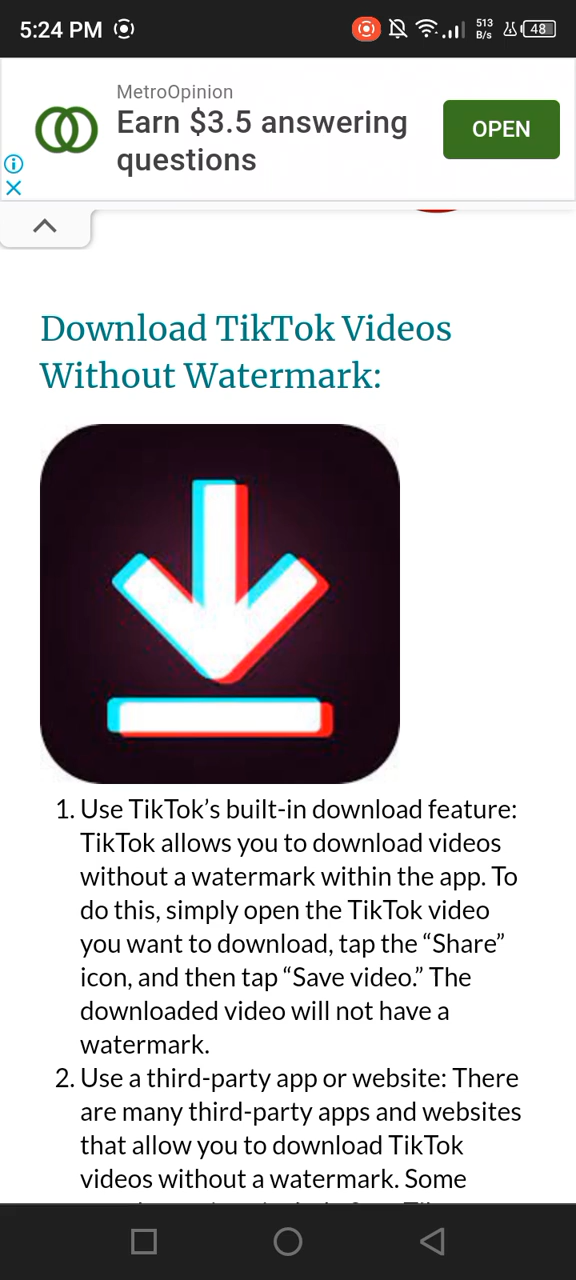 5:24 PM
513
B/s
48
MetroOpinion
Earn $3.5 answering
questions
OPEN
Download TikTok Videos
Without Watermark:
1. Use TikTok’s built-in download feature:
TikTok allows you to download videos
without a watermark within the app. To
do this, simply open the TikTok video
you want to download, tap the “Share”
icon, and then tap “Save video.” The
downloaded video will not have a
watermark.
2. Use a third-party app or website: There
are many third-party apps and websites
that allow you to download TikTok
videos without a watermark. Some